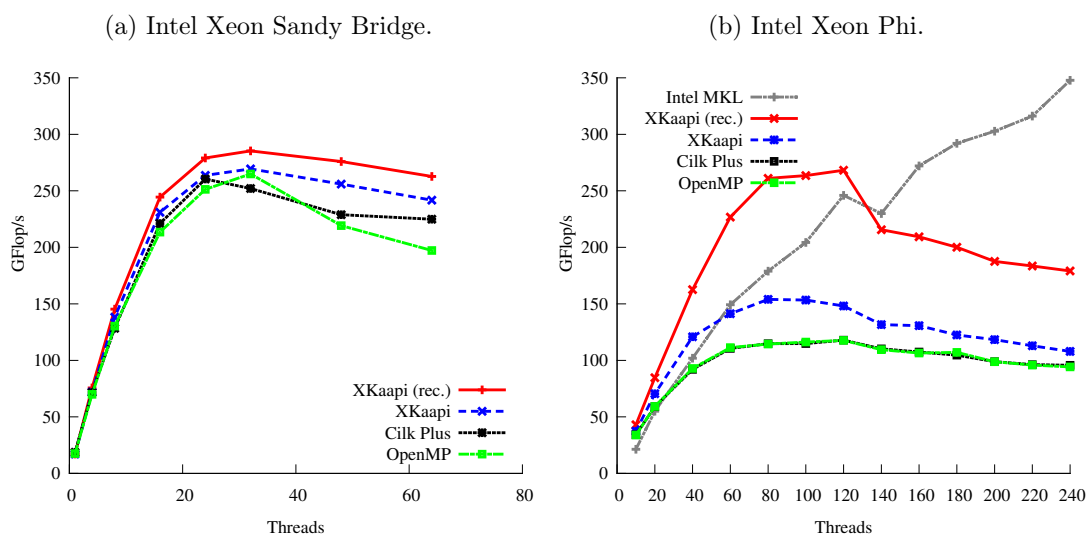 (a) Intel Xeon Sandy Bridge.
350
300
250
200
150
100
50
0
GFlop/s
0 20 40 60 80
Threads
XKaapi (rec.)
XKaapi
Cilk Plus
OpenMP
(b) Intel Xeon Phi.
350
300
250
200
150
100
50
0
GFlop/s
0 20 40 60 80 100 120 140 160 180 200 220 240
Threads
Intel MKL
XKaapi (rec.)
XKaapi
Cilk Plus
OpenMP